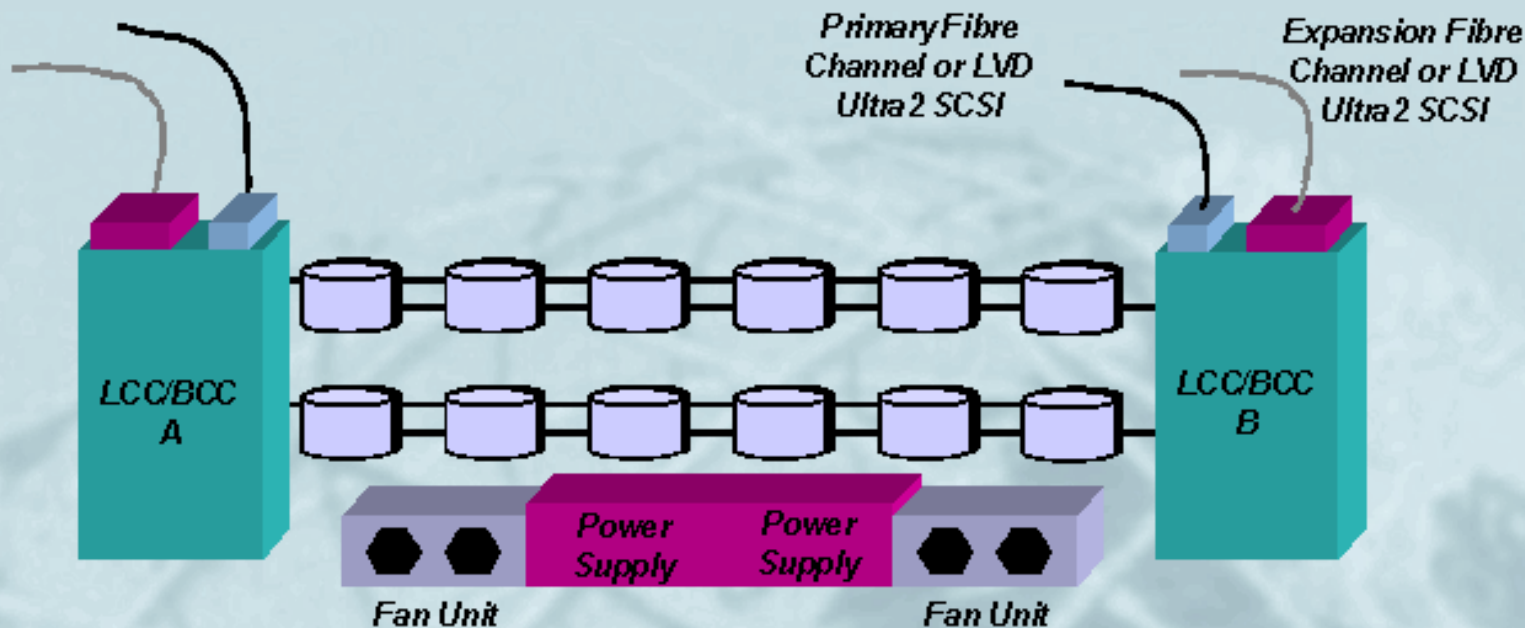 Primary Fibre
Channel or LVD
Ultra2 SCSI
Expansion Fibre
Channel or LVD
Ultra2 SCSI
LCC/BCC
A
LCC/BCC
B
Power
Supply
Power
Supply
Fan Unit
Fan Unit